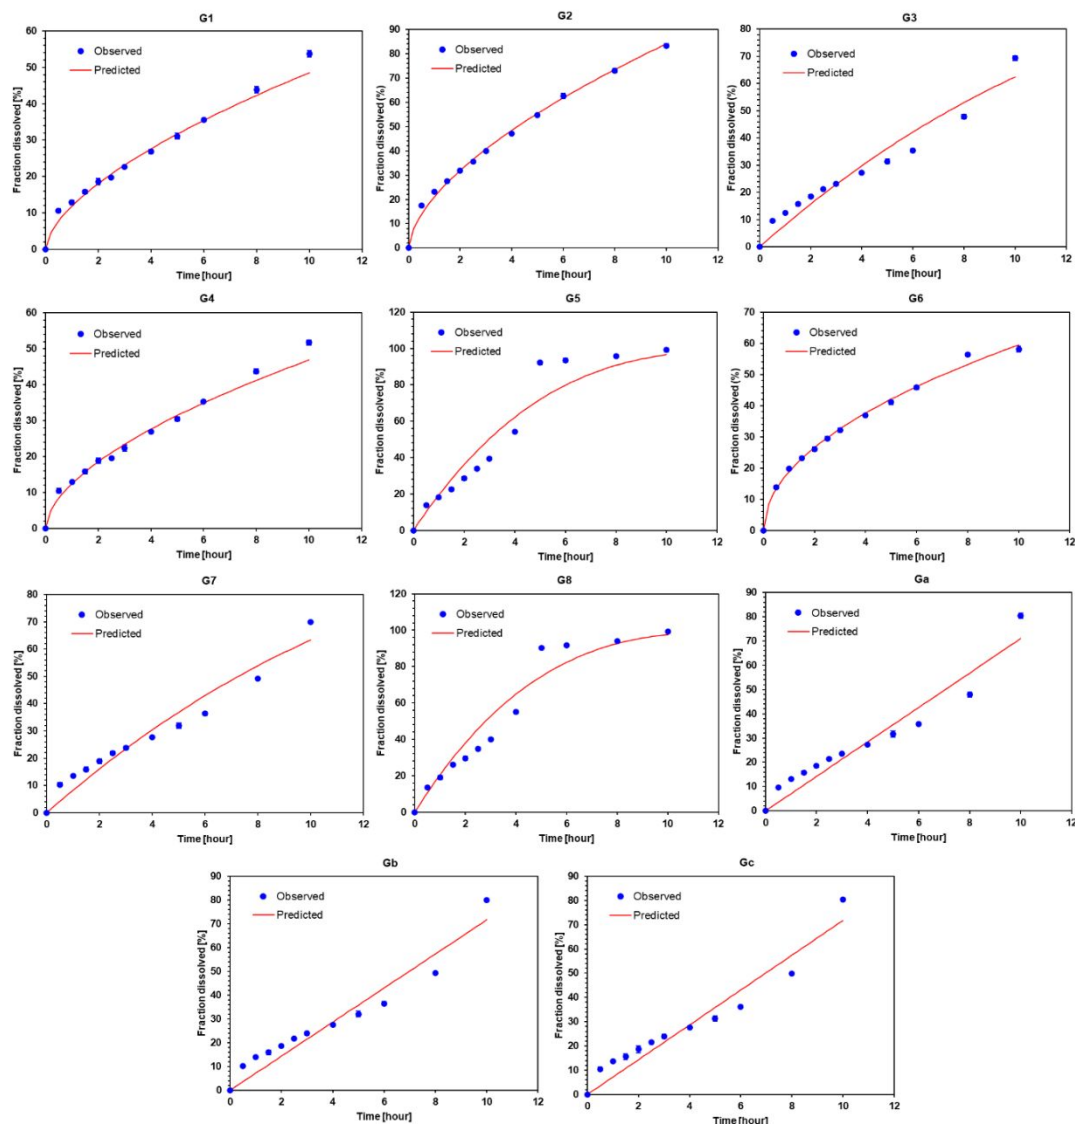 G1
60
50
40
30
20
10
0
Fraction dissolved [%]
Observed
Predicted
0 2 4 6 8 10 12
Time [hour]
G2
90
80
70
60
50
40
30
20
10
0
Fraction dissolved (%)
Observed
Predicted
0 2 4 6 8 10 12
Time [hour]
G3
80
70
60
50
40
30
20
10
0
Fraction dissolved (%)
Observed
Predicted
0 2 4 6 8 10 12
Time [hour]
G4
60
50
40
30
20
10
0
Fraction dissolved [%]
Observed
Predicted
0 2 4 6 8 10 12
Time [hour]
G5
120
100
80
60
40
20
0
Fraction dissolved [%]
Observed
Predicted
0 2 4 6 8 10 12
Time [hour]
G6
70
60
50
40
30
20
10
0
Fraction dissolved (%)
Observed
Predicted
0 2 4 6 8 10 12
Time [hour]
G7
80
70
60
50
40
30
20
10
0
Fraction dissolved [%]
Observed
Predicted
0 2 4 6 8 10 12
Time [hour]
G8
120
100
80
60
40
20
0
Fraction dissolved [%]
Observed
Predicted
0 2 4 6 8 10 12
Time [hour]
Ga
90
80
70
60
50
40
30
20
10
0
Fraction dissolved [%]
Observed
Predicted
0 2 4 6 8 10 12
Time [hour]
Gb
90
80
70
60
50
40
30
20
10
0
Fraction dissolved [%]
Observed
Predicted
0 2 4 6 8 10 12
Time [hour]
Gc
90
80
70
60
50
40
30
20
10
0
Fraction dissolved [%]
Observed
Predicted
0 2 4 6 8 10 12
Time [hour]